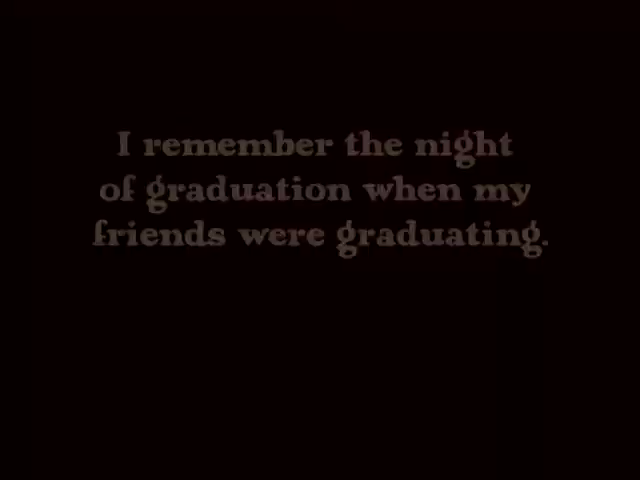 I remember the night
of graduation when my
friends were graduating.